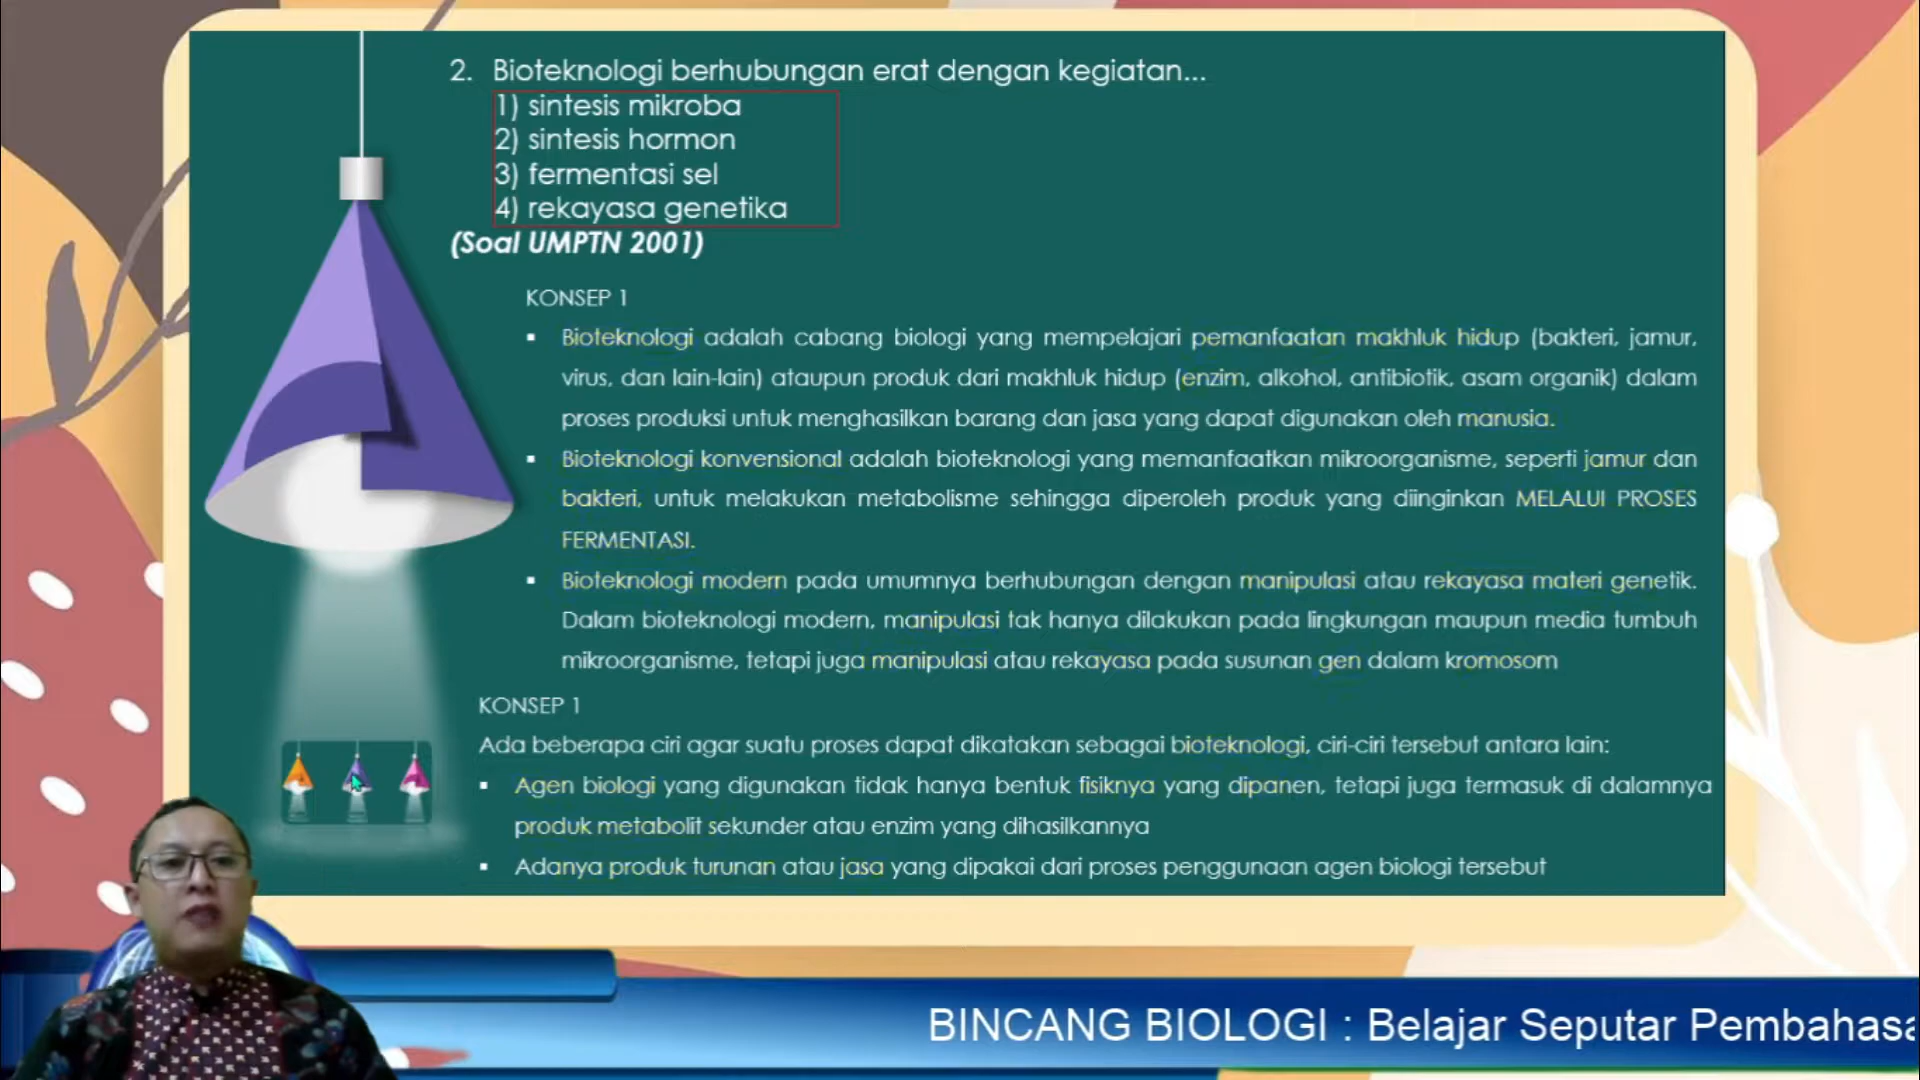 2. Bioteknologi berhubungan erat dengan kegiatan...
1) sintesis mikroba
2) sintesis hormon
3) fermentasi sel
4) rekayasa genetika
(Soal UMPTN 2001)
KONSEP 1
▪ Bioteknologi adalah cabang biologi yang mempelajari pemanfaatan makhluk hidup (bakteri, jamur,
virus, dan lain-lain) ataupun produk dari makhluk hidup (enzim, alkohol, antibiotik, asam organik) dalam
proses produksi untuk menghasilkan barang dan jasa yang dapat digunakan oleh manusia.
▪ Bioteknologi konvensional adalah bioteknologi yang memanfaatkan mikroorganisme, seperti jamur dan
bakteri, untuk melakukan metabolisme sehingga diperoleh produk yang diinginkan MELALUI PROSES
FERMENTASI.
▪ Bioteknologi modern pada umumnya berhubungan dengan manipulasi atau rekayasa materi genetik.
Dalam bioteknologi modern, manipulasi tak hanya dilakukan pada lingkungan maupun media tumbuh
mikroorganisme, tetapi juga manipulasi atau rekayasa pada susunan gen dalam kromosom
KONSEP 1
Ada beberapa ciri agar suatu proses dapat dikatakan sebagai bioteknologi, ciri-ciri tersebut antara lain:
▪ Agen biologi yang digunakan tidak hanya bentuk fisiknya yang dipanen, tetapi juga termasuk di dalamnya
produk metabolit sekunder atau enzim yang dihasilkannya
▪ Adanya produk turunan atau jasa yang dipakai dari proses penggunaan agen biologi tersebut
BINCANG BIOLOGI : Belajar Seputar Pembahasa